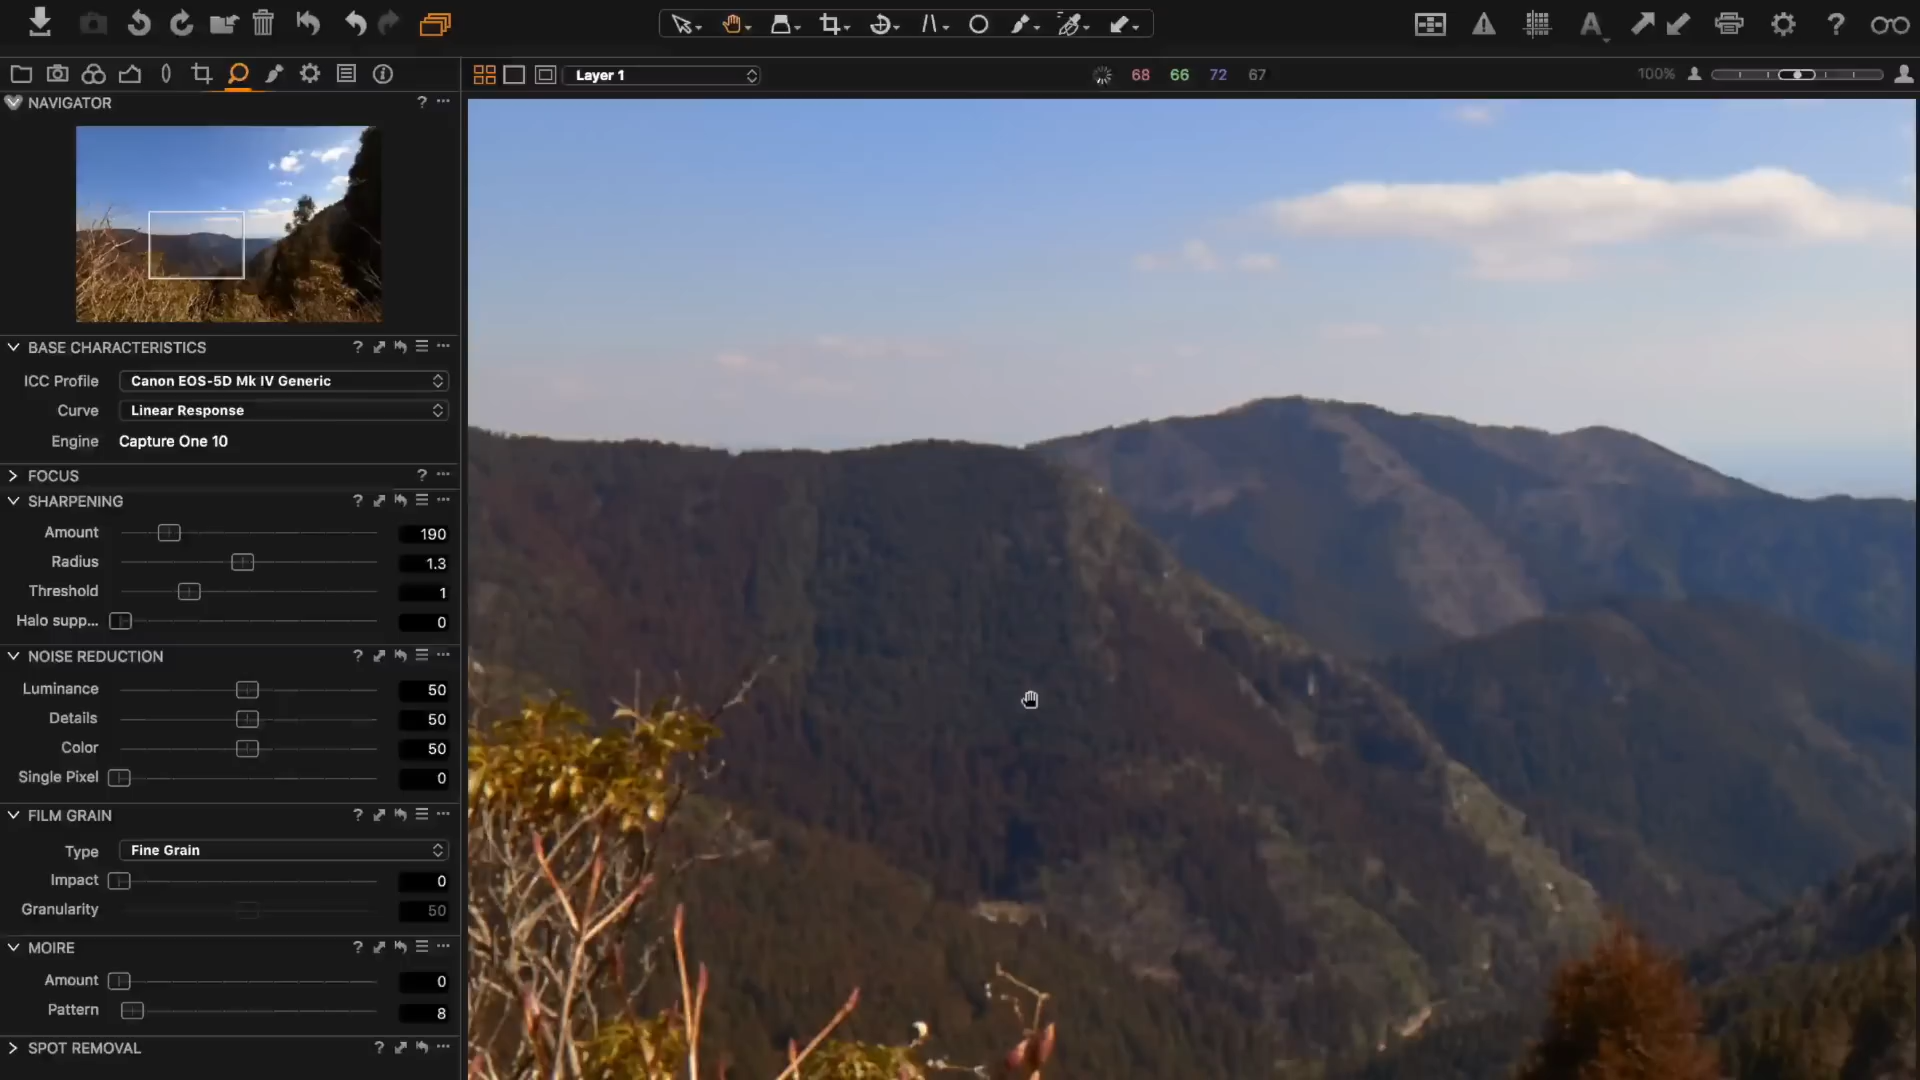 Layer 1
68 66 72 67
100%
NAVIGATOR
? ...
BASE CHARACTERISTICS
? ...
ICC Profile Canon EOS-5D Mk IV Generic
Curve Linear Response
Engine Capture One 10
FOCUS
? ...
SHARPENING
? ...
Amount 190
Radius 1.3
Threshold 1
Halo supp... 0
NOISE REDUCTION
? ...
Luminance 50
Details 50
Color 50
Single Pixel 0
FILM GRAIN
? ...
Type Fine Grain
Impact 0
Granularity 50
MOIRE
? ...
Amount 0
Pattern 8
SPOT REMOVAL
? ...